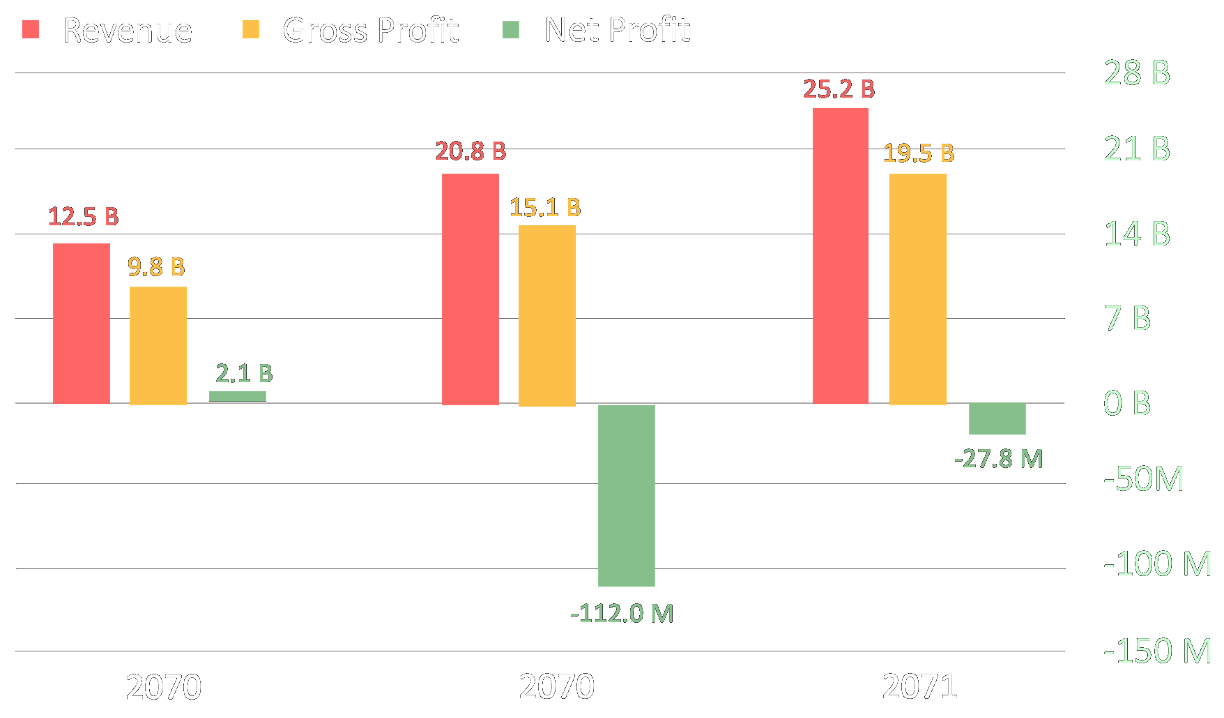 Revenue Gross Profit Net Profit
28 B
25.2 B
21 B
20.8 B
19.5 B
15.1 B
14 B
12.5 B
9.8 B
7 B
2.1 B
0 B
-27.8 M
-50M
-100 M
-112.0 M
-150 M
2070 2070 2071